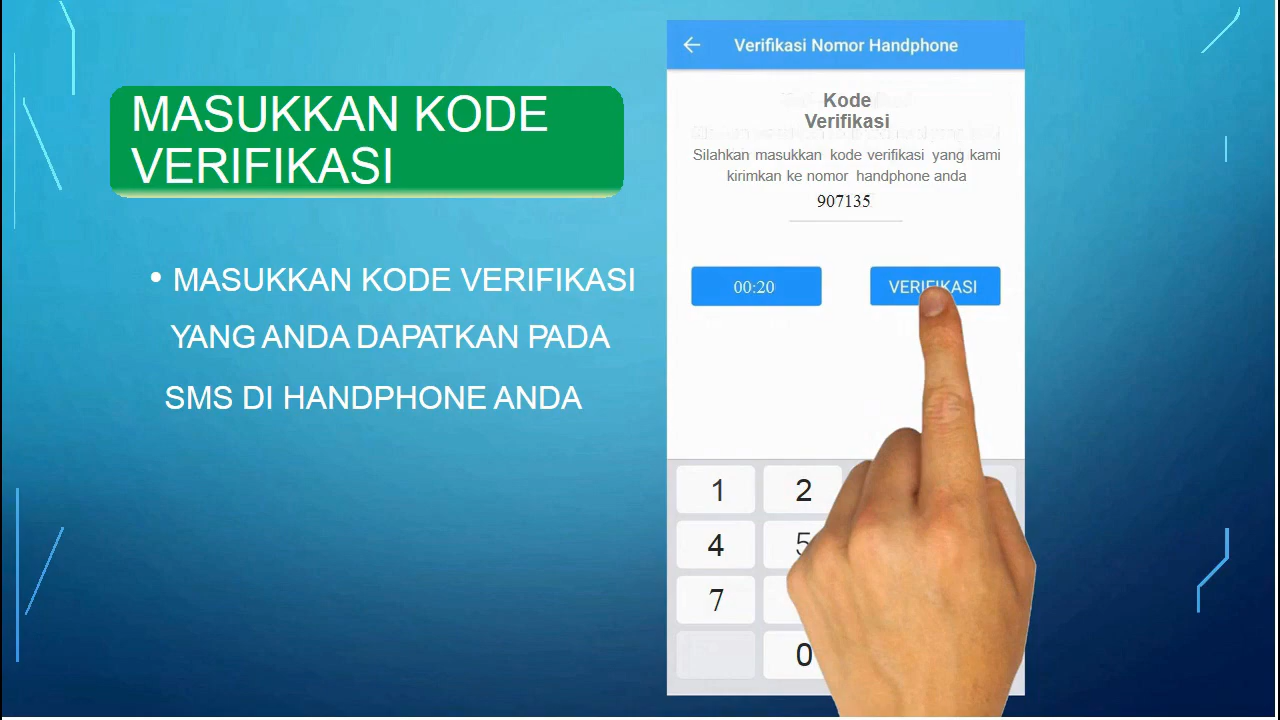 MASUKKAN KODE
VERIFIKASI
• MASUKKAN KODE VERIFIKASI
YANG ANDA DAPATKAN PADA
SMS DI HANDPHONE ANDA
Verifikasi Nomor Handphone
Kode
Verifikasi
Silahkan masukkan kode verifikasi yang kami
kirimkan ke nomor handphone anda
907135
00:20 VERIFIKASI
1 2
4 5
7
0